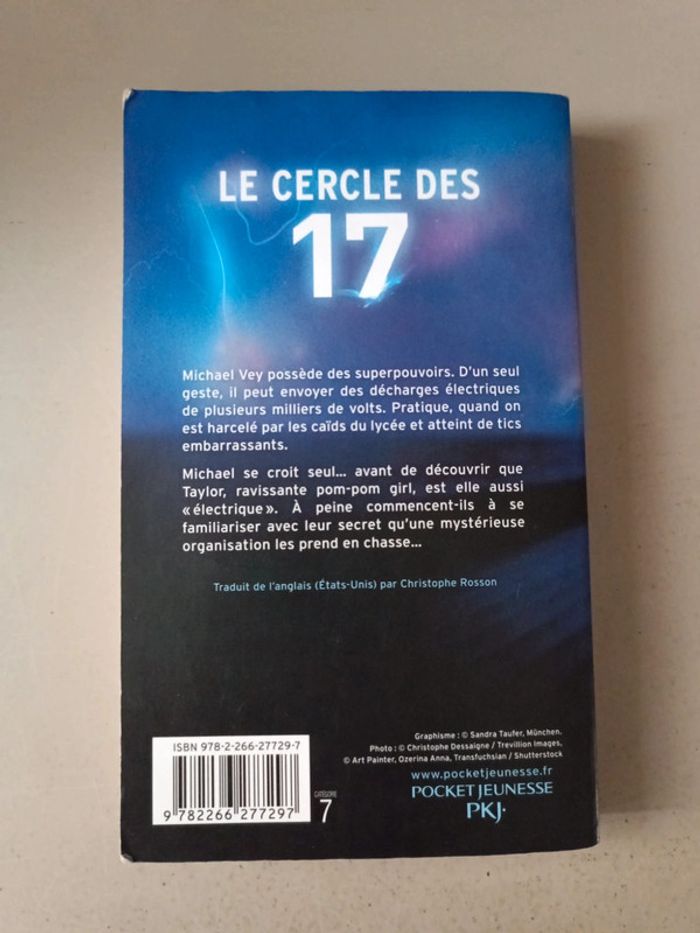 LE CERCLE DES
17
Michael Vey possède des superpouvoirs. D'un seul
geste, il peut envoyer des décharges électriques
de plusieurs milliers de volts. Pratique, quand on
est harcelé par les caïds du lycée et atteint de tics
embarrassants.
Michael se croit seul... avant de découvrir que
Taylor, ravissante pom-pom girl, est elle aussi
« électrique ». À peine commencent-ils à se
familiariser avec leur secret qu'une mystérieuse
organisation les prend en chasse...
Traduit de l'anglais (États-Unis) par Christophe Rosson
Graphisme : © Sandra Taufer, München.
Photo : © Christophe Dessaigne / Trevillion Images,
© Art Painter, Ozerina Anna, Transfuchsian / Shutterstock
www.pocketjeunesse.fr
POCKET JEUNESSE
PKJ·
ISBN 978-2-266-27729-7
9 782266 277297
CATÉGORIE
7